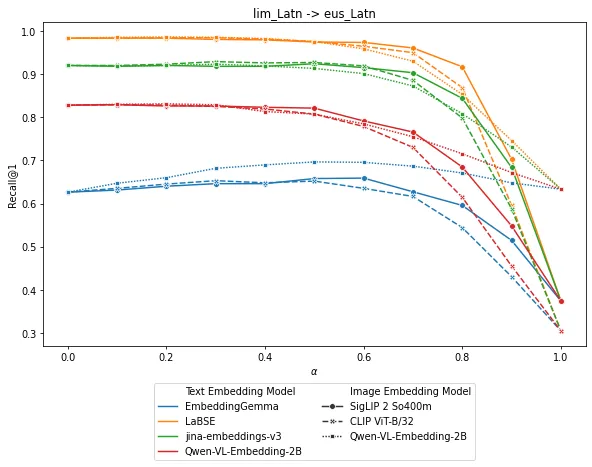 lim_Latn -> eus_Latn
Recall@1
1.0
0.9
0.8
0.7
0.6
0.5
0.4
0.3
0.0 0.2 0.4 0.6 0.8 1.0
α
Text Embedding Model Image Embedding Model
EmbeddingGemma SigLIP 2 So400m
LaBSE CLIP ViT-B/32
jina-embeddings-v3 Qwen-VL-Embedding-2B
Qwen-VL-Embedding-2B